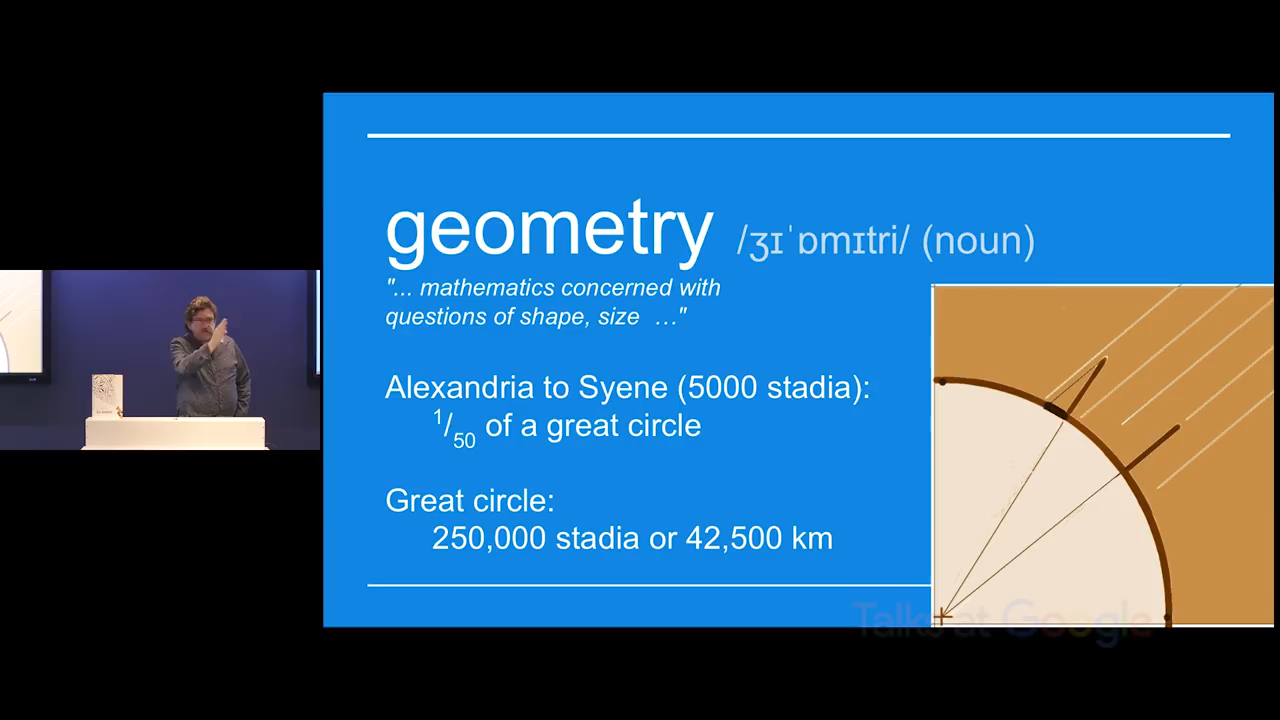 geometry /ʒɪˈɒmɪtri/ (noun)
"... mathematics concerned with
questions of shape, size ..."
Alexandria to Syene (5000 stadia):
1/50 of a great circle
Great circle:
250,000 stadia or 42,500 km
Talks at Google